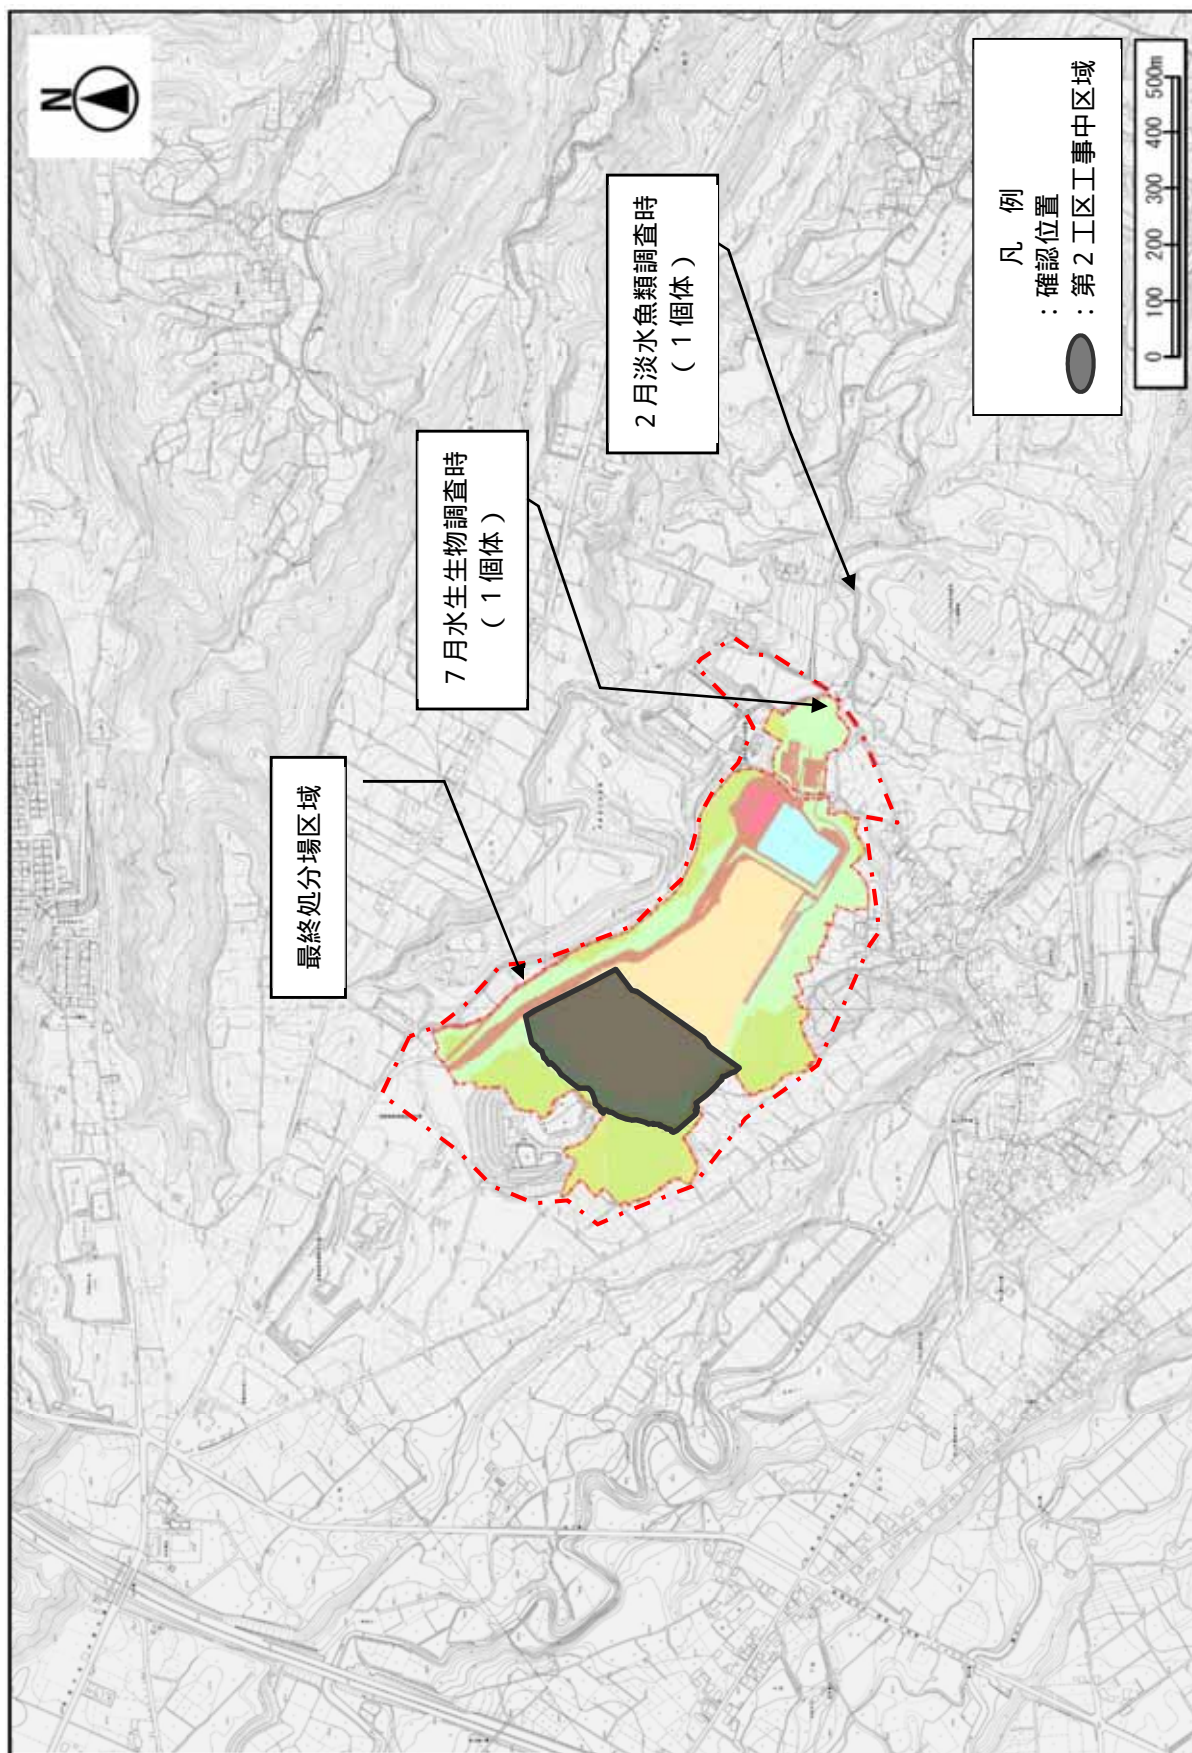 N
最終処分場区域
7月水生生物調査時
（1個体）
2月淡水魚類調査時
（1個体）
凡 例
：確認位置
：第2工区工事中区域
0 100 200 300 400 500m